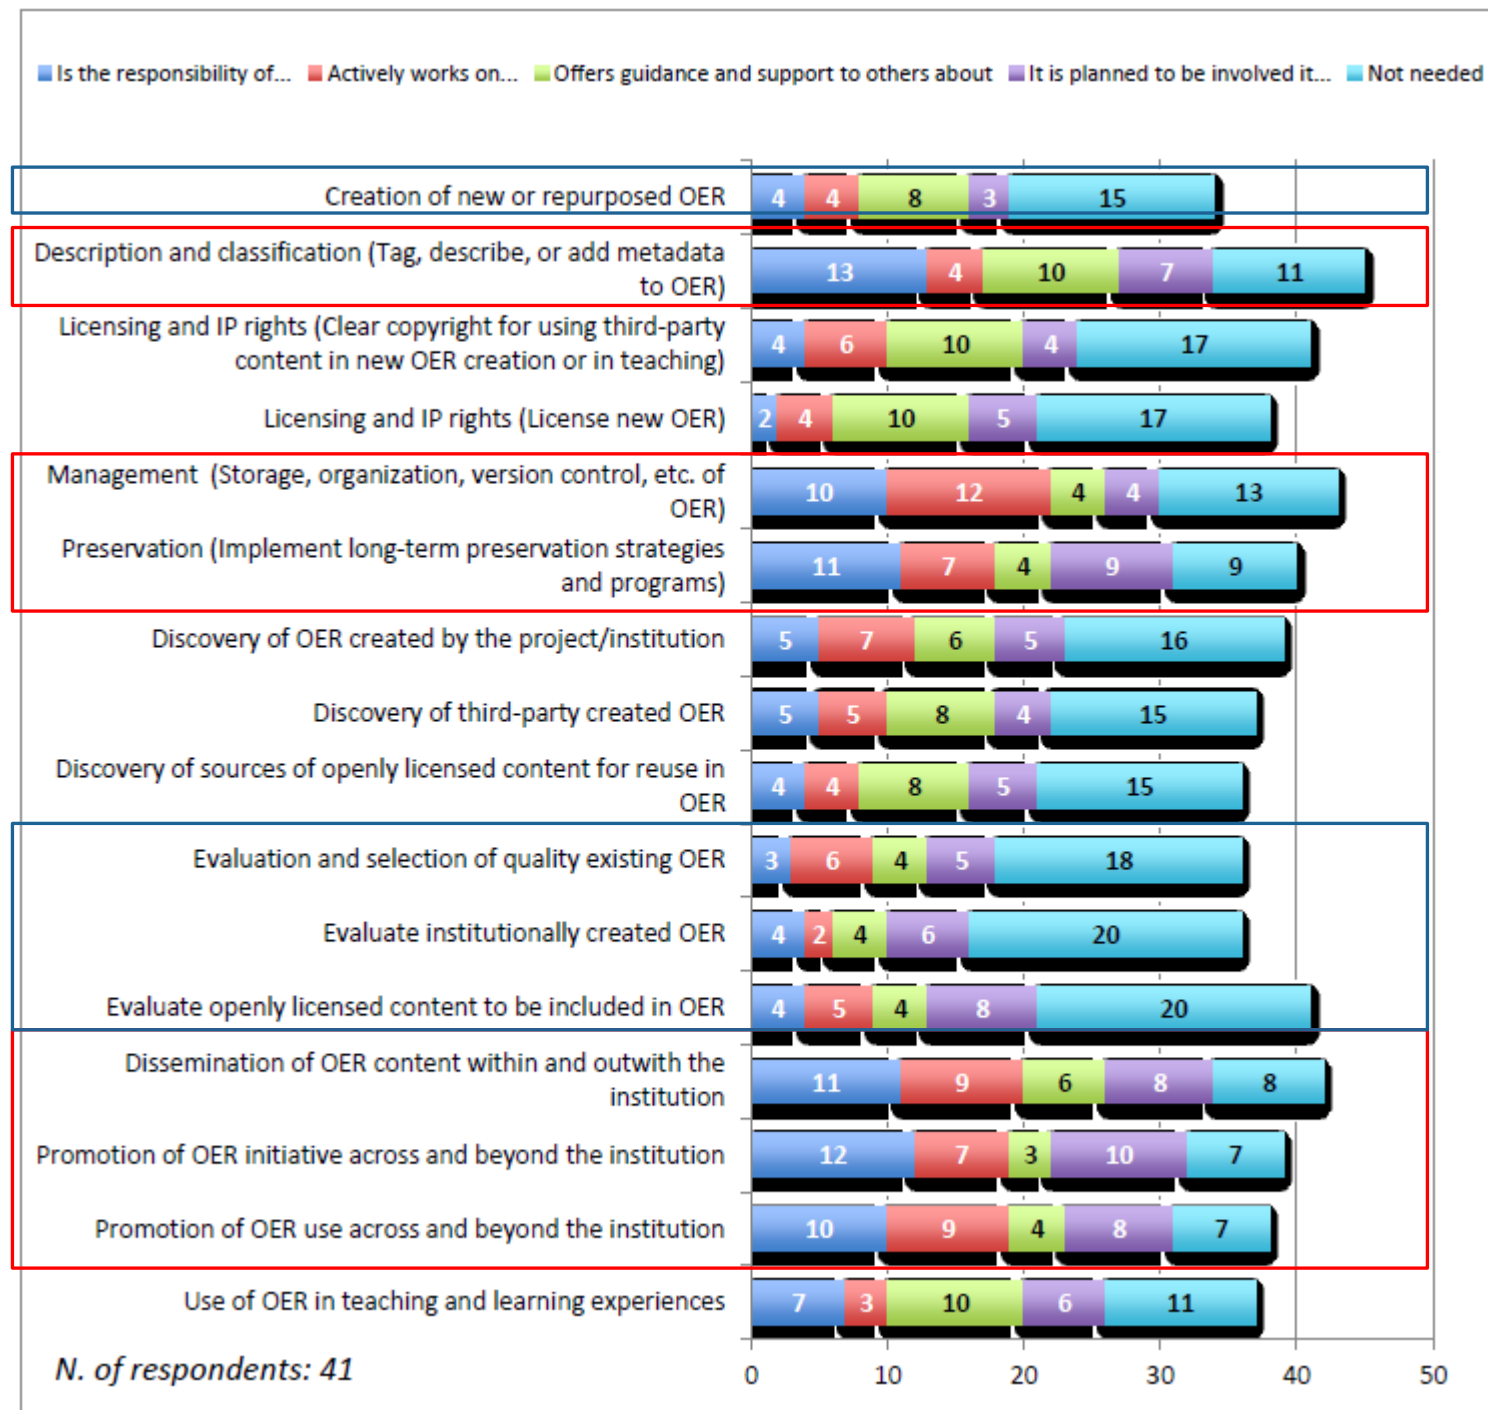 Is the responsibility of... Actively works on... Offers guidance and support to others about It is planned to be involved it... Not needed
Creation of new or repurposed OER 4 4 8 3 15
Description and classification (Tag, describe, or add metadata
to OER) 13 4 10 7 11
Licensing and IP rights (Clear copyright for using third-party
content in new OER creation or in teaching) 4 6 10 4 17
Licensing and IP rights (License new OER) 2 4 10 5 17
Management (Storage, organization, version control, etc. of
OER) 10 12 4 4 13
Preservation (Implement long-term preservation strategies
and programs) 11 7 4 9 9
Discovery of OER created by the project/institution 5 7 6 5 16
Discovery of third-party created OER 5 5 8 4 15
Discovery of sources of openly licensed content for reuse in
OER 4 4 8 5 15
Evaluation and selection of quality existing OER 3 6 4 5 18
Evaluate institutionally created OER 4 2 4 6 20
Evaluate openly licensed content to be included in OER 4 5 4 8 20
Dissemination of OER content within and outwith the
institution 11 9 6 8 8
Promotion of OER initiative across and beyond the institution 12 7 3 10 7
Promotion of OER use across and beyond the institution 10 9 4 8 7
Use of OER in teaching and learning experiences 7 3 10 6 11
N. of respondents: 41
0 10 20 30 40 50